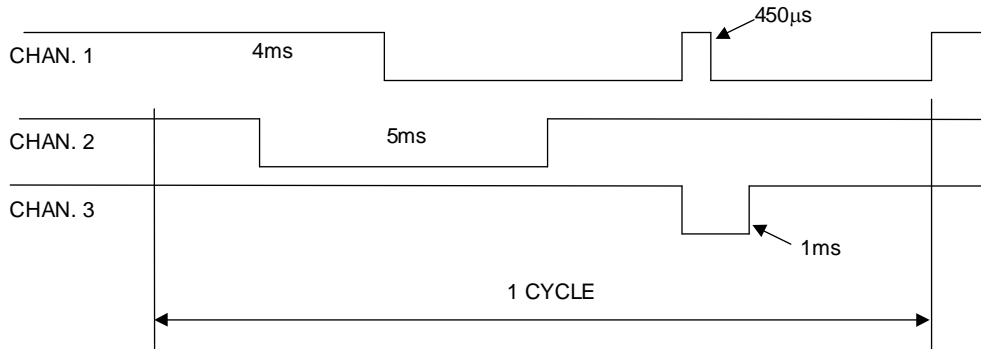 450μs
CHAN. 1
4ms
CHAN. 2
5ms
CHAN. 3
1ms
1 CYCLE